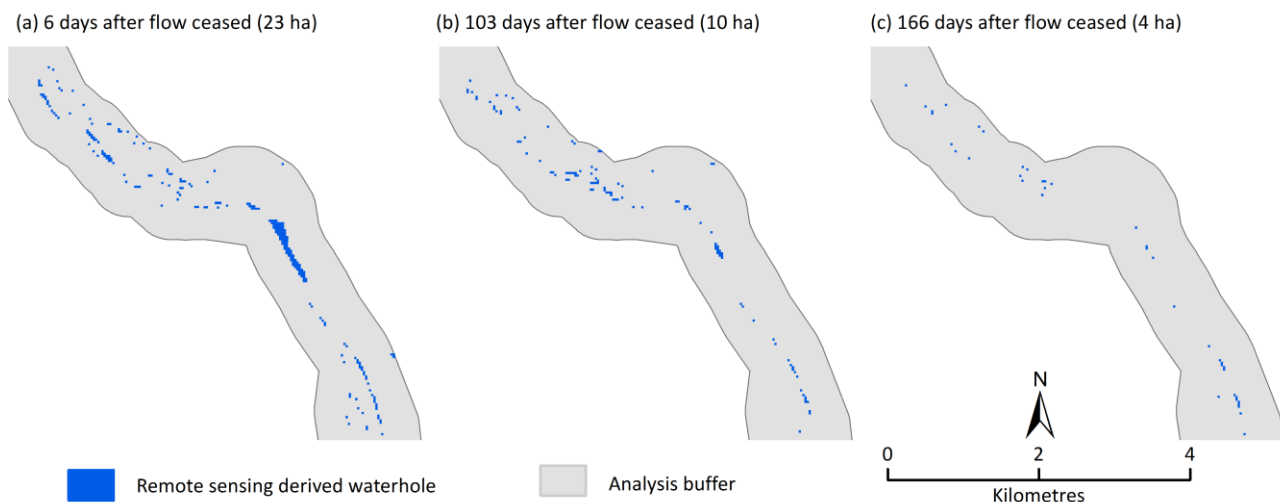 (a) 6 days after flow ceased (23 ha)
(b) 103 days after flow ceased (10 ha)
(c) 166 days after flow ceased (4 ha)
N
0 2 4
Kilometres
Remote sensing derived waterhole
Analysis buffer